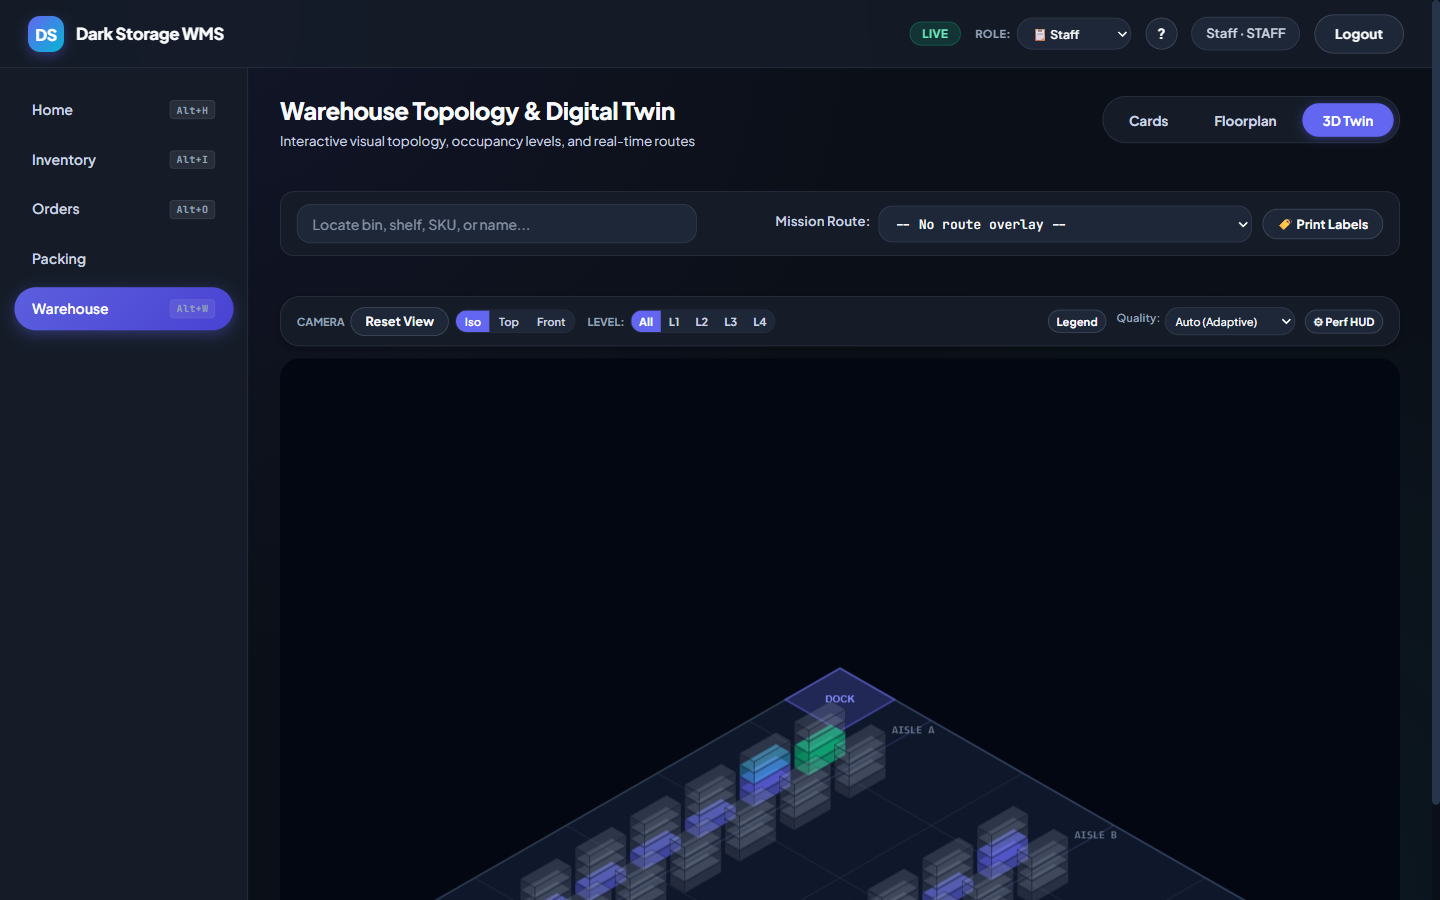 DS
Dark Storage WMS
LIVE
ROLE:
Staff
?
Staff · STAFF
Logout
Home
Alt+H
Inventory
Alt+I
Orders
Alt+O
Packing
Warehouse
Alt+W
Warehouse Topology & Digital Twin
Interactive visual topology, occupancy levels, and real-time routes
Cards
Floorplan
3D Twin
Locate bin, shelf, SKU, or name...
Mission Route:
-- No route overlay --
Print Labels
CAMERA
Reset View
Iso
Top
Front
LEVEL:
All
L1
L2
L3
L4
Legend
Quality:
Auto (Adaptive)
Perf HUD
DOCK
AISLE A
AISLE B